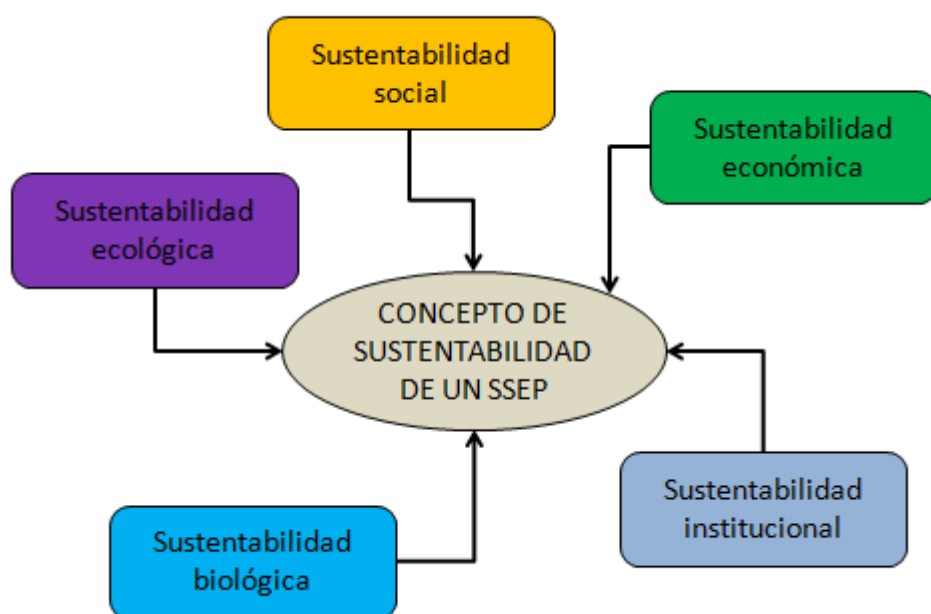 Sustentabilidad
social
Sustentabilidad
económica
Sustentabilidad
ecológica
CONCEPTO DE
SUSTENTABILIDAD
DE UN SSEP
Sustentabilidad
institucional
Sustentabilidad
biológica